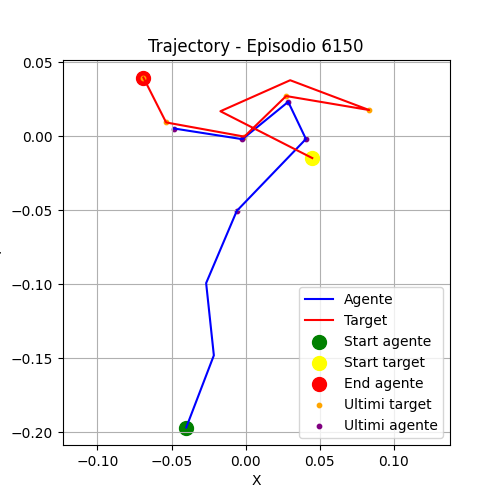 Trajectory - Episodio 6150
0.05
0.00
−0.05
−0.10
−0.15
−0.20
Agente
Target
Start agente
Start target
End agente
Ultimi target
Ultimi agente
−0.10
−0.05
0.00
0.05
0.10
X